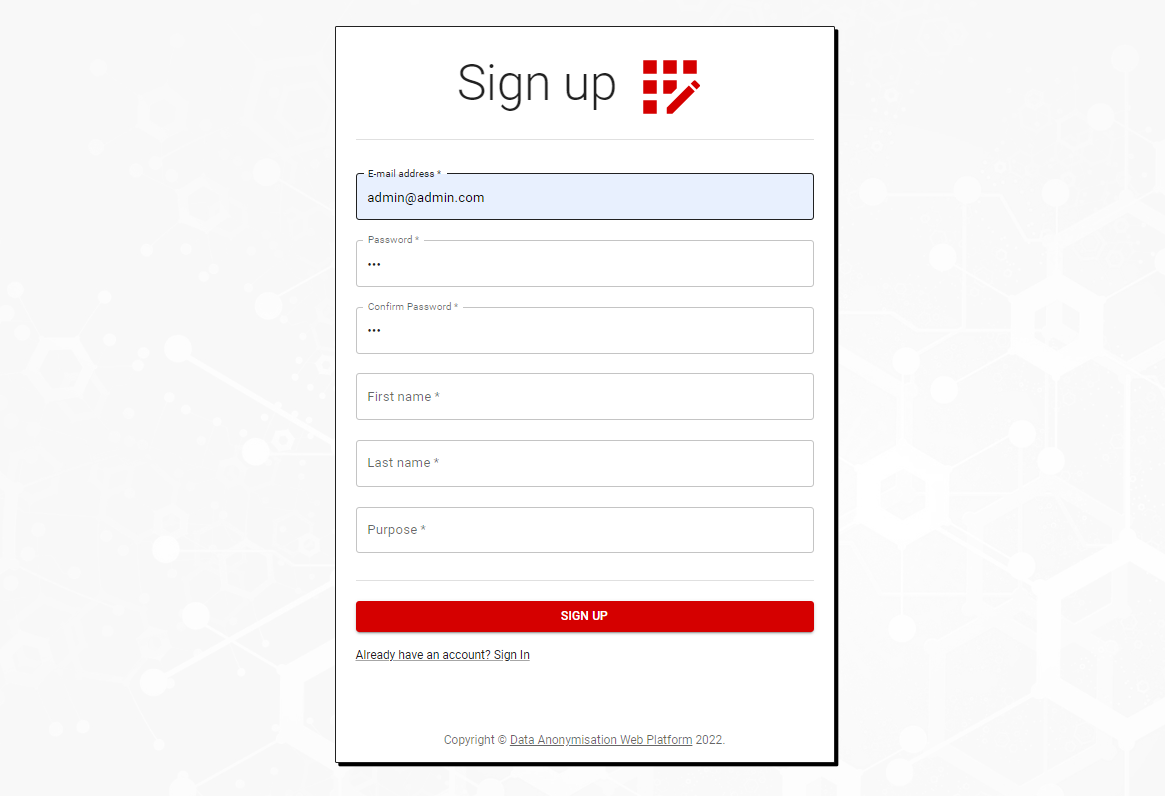 Sign up
E-mail address *
admin@admin.com
Password *
•••
Confirm Password *
•••
First name *
Last name *
Purpose *
SIGN UP
Already have an account? Sign In
Copyright © Data Anonymisation Web Platform 2022.